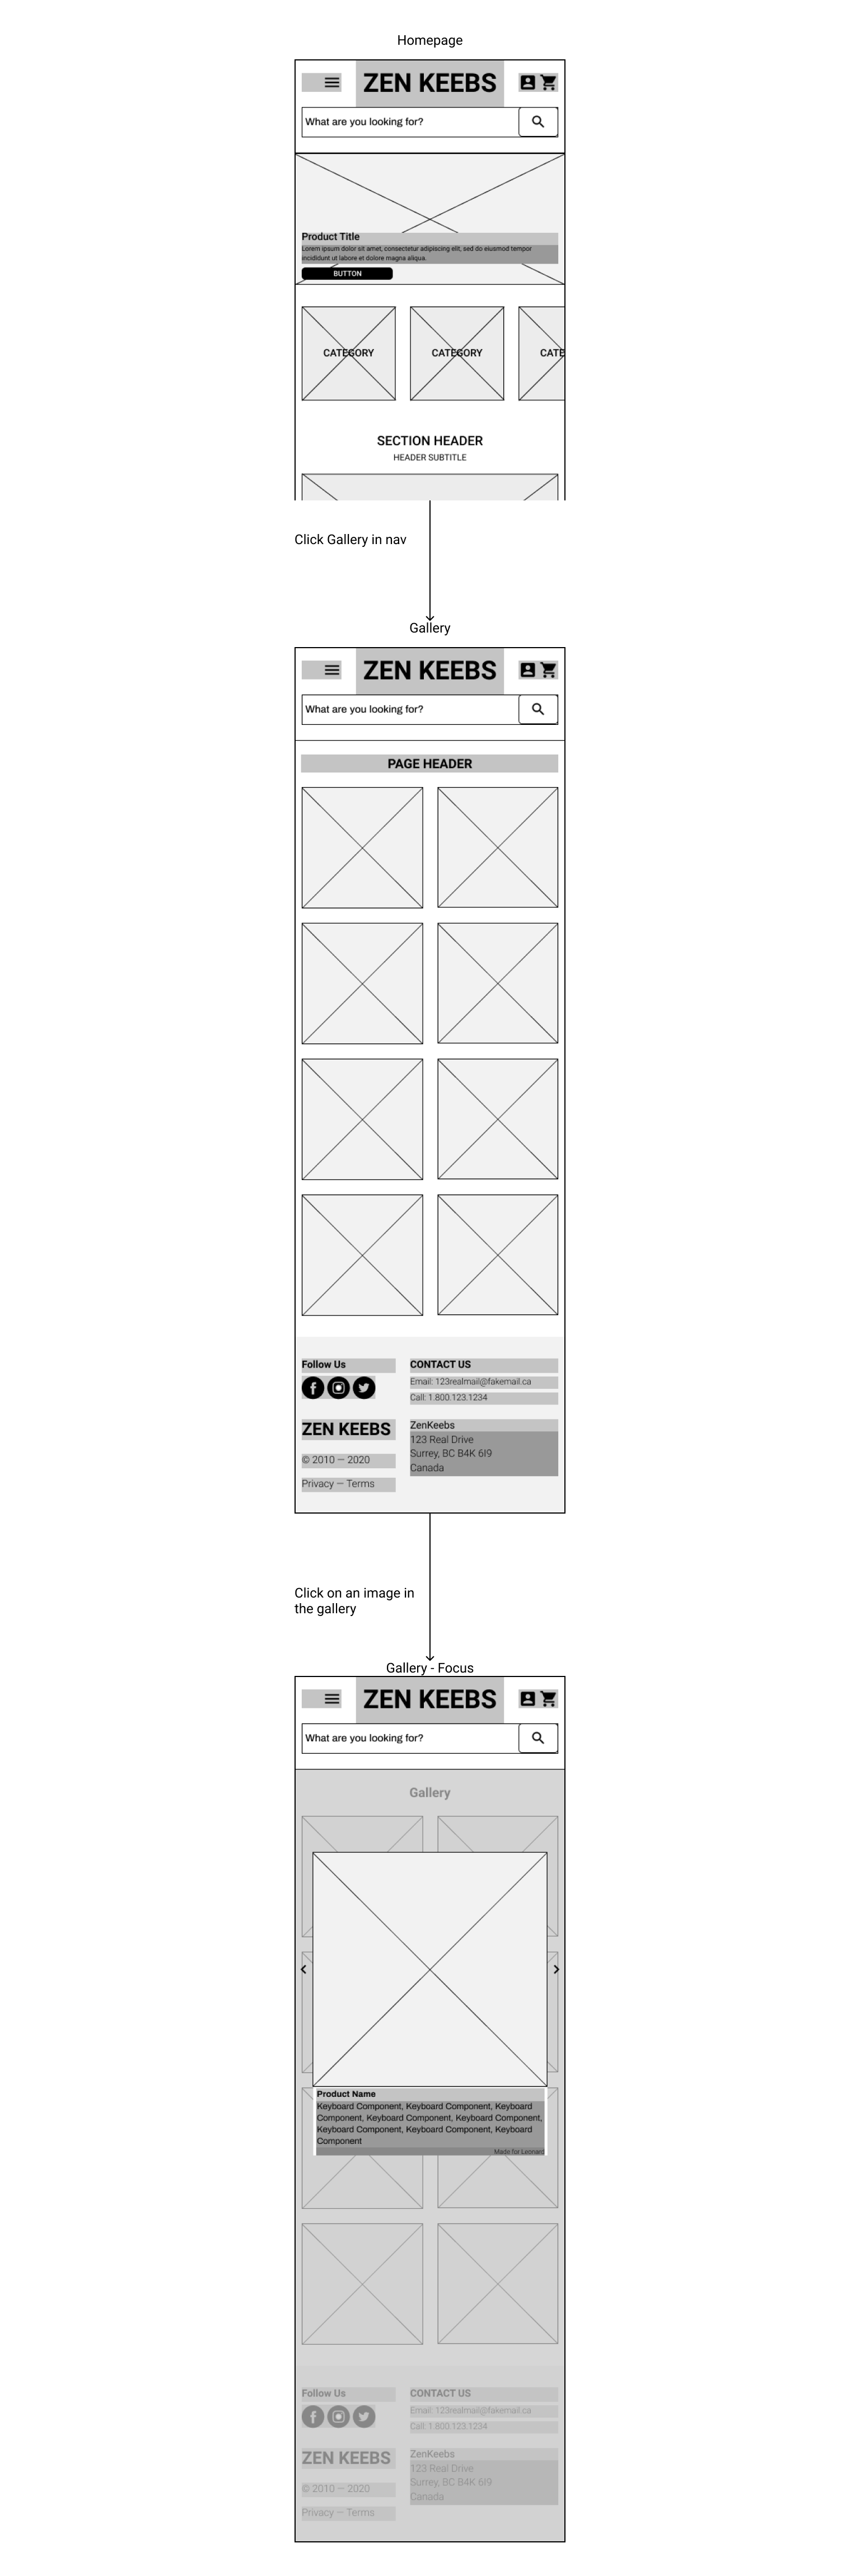 Homepage
ZEN KEEBS
What are you looking for?
Product Title
Lorem ipsum dolor sit amet, consectetur adipiscing elit, sed do eiusmod tempor
incididunt ut labore et dolore magna aliqua.
BUTTON
CATEGORY
CATEGORY
CATE
SECTION HEADER
HEADER SUBTITLE
Click Gallery in nav
Gallery
ZEN KEEBS
What are you looking for?
PAGE HEADER
Follow Us
CONTACT US
Email: 123realmail@fakemail.ca
Call: 1.800.123.1234
ZEN KEEBS
© 2010 — 2020
Privacy — Terms
ZenKeebs
123 Real Drive
Surrey, BC B4K 6I9
Canada
Click on an image in
the gallery
Gallery - Focus
ZEN KEEBS
What are you looking for?
Gallery
Product Name
Keyboard Component, Keyboard Component, Keyboard
Component, Keyboard Component, Keyboard Component,
Keyboard Component, Keyboard Component, Keyboard
Component
Made for Leonard
Follow Us
CONTACT US
Email: 123realmail@fakemail.ca
Call: 1.800.123.1234
ZEN KEEBS
© 2010 — 2020
Privacy — Terms
ZenKeebs
123 Real Drive
Surrey, BC B4K 6I9
Canada